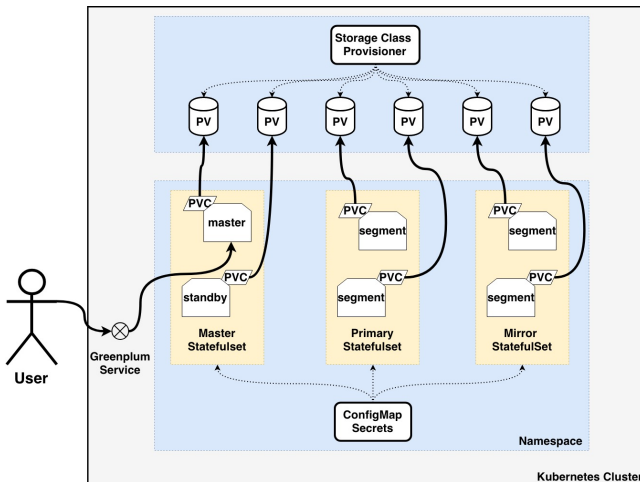 Storage Class
Provisioner
PV PV PV PV PV PV
PVC PVC PVC
master segment segment
PVC PVC PVC
standby segment segment
Master
Statefulset
Primary
Statefulset
Mirror
StatefulSet
Greenplum
Service
User
ConfigMap
Secrets
Namespace
Kubernetes Cluster